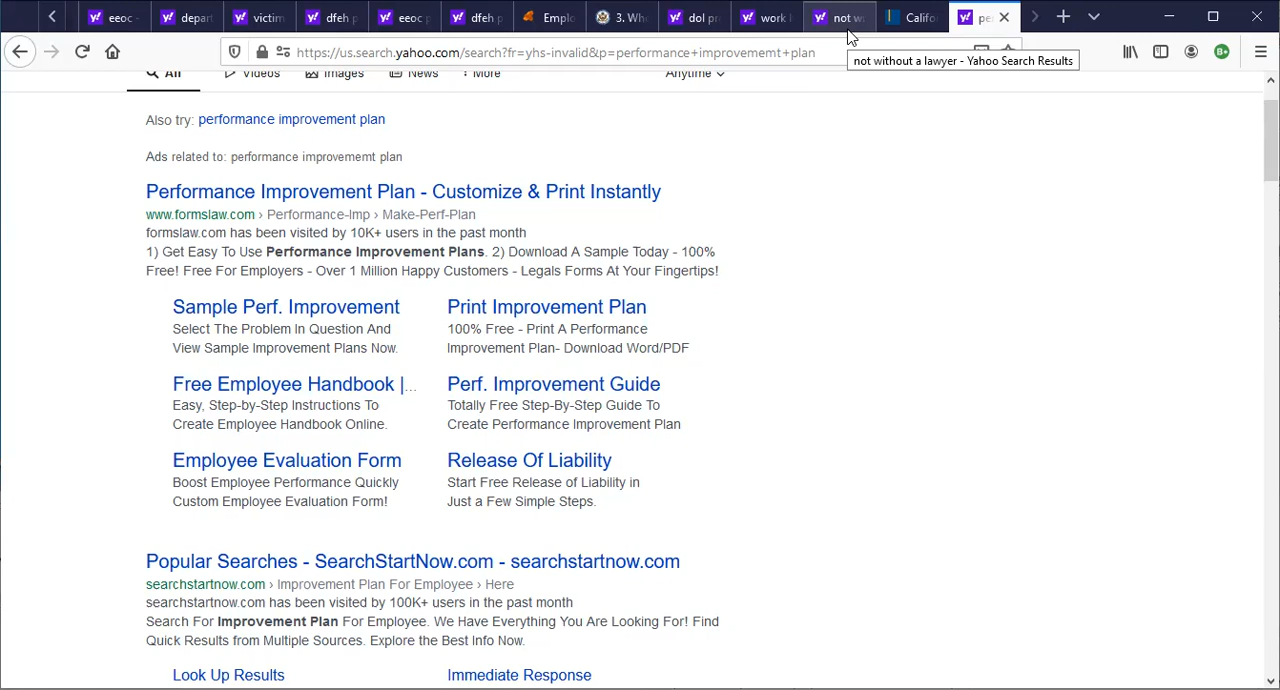 eeoc -
depart
victim
dfeh p
eeoc p
dfeh p
Emplo
3. Wh
dol pr
work
not w
Califo
pe
https://us.search.yahoo.com/search?fr=yhs-invalid&p=performance+improvememt+plan
not without a lawyer - Yahoo Search Results
All
Videos
Images
News
More
Anytime
Also try: performance improvement plan
Ads related to: performance improvememt plan
Performance Improvement Plan - Customize & Print Instantly
www.formslaw.com › Performance-Imp › Make-Perf-Plan
formslaw.com has been visited by 10K+ users in the past month
1) Get Easy To Use Performance Improvement Plans. 2) Download A Sample Today - 100%
Free! Free For Employers - Over 1 Million Happy Customers - Legals Forms At Your Fingertips!
Sample Perf. Improvement
Select The Problem In Question And
View Sample Improvement Plans Now.
Print Improvement Plan
100% Free - Print A Performance
Improvement Plan- Download Word/PDF
Free Employee Handbook |...
Easy, Step-by-Step Instructions To
Create Employee Handbook Online.
Perf. Improvement Guide
Totally Free Step-By-Step Guide To
Create Performance Improvement Plan
Employee Evaluation Form
Boost Employee Performance Quickly
Custom Employee Evaluation Form!
Release Of Liability
Start Free Release of Liability in
Just a Few Simple Steps.
Popular Searches - SearchStartNow.com - searchstartnow.com
searchstartnow.com › Improvement Plan For Employee › Here
searchstartnow.com has been visited by 100K+ users in the past month
Search For Improvement Plan For Employee. We Have Everything You Are Looking For! Find
Quick Results from Multiple Sources. Explore the Best Info Now.
Look Up Results
Immediate Response